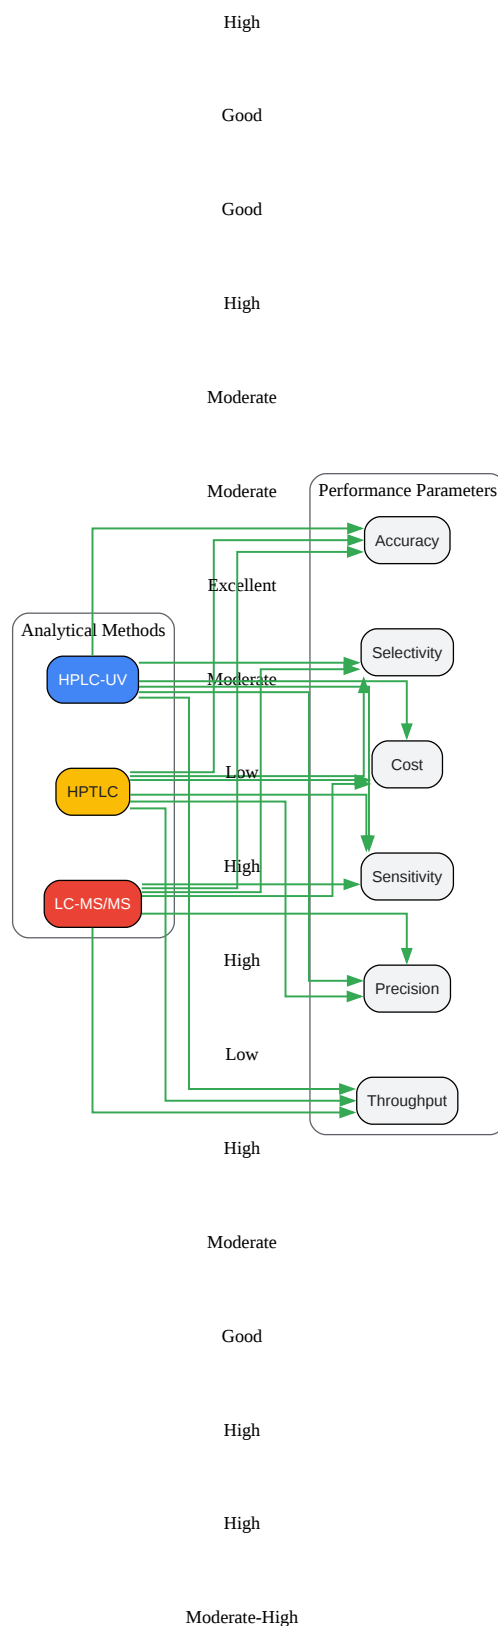 High
Good
Good
High
Moderate
Moderate
Performance Parameters
Accuracy
Excellent
Analytical Methods
Selectivity
HPLC-UV
Moderate
Cost
Low
HPTLC
High
Sensitivity
LC-MS/MS
High
Precision
Low
Throughput
High
Moderate
Good
High
High
Moderate-High